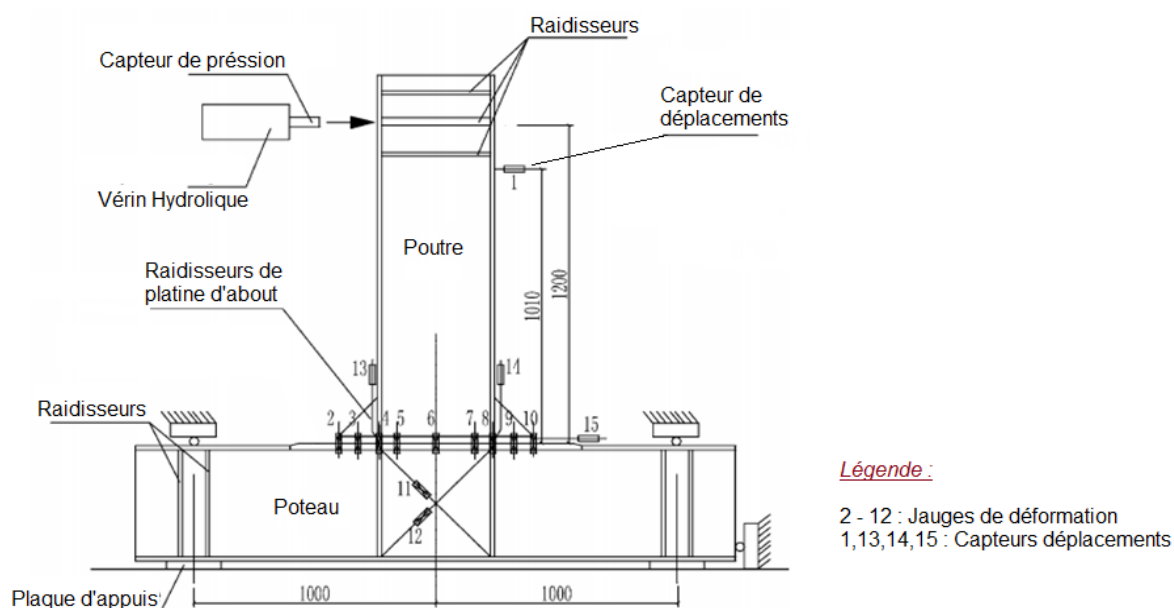 Raidisseurs
Capteur de préssion
Capteur de
déplacements
1
Vérin Hydrolique
Poutre
Raidisseurs de
platine d'about
1010
1200
13
14
Raidisseurs
2 3 4 5 6 7 8 9 10
15
11
Poteau
12
Légende :
2 - 12 : Jauges de déformation
1,13,14,15 : Capteurs déplacements
Plaque d'appuis
1000
1000